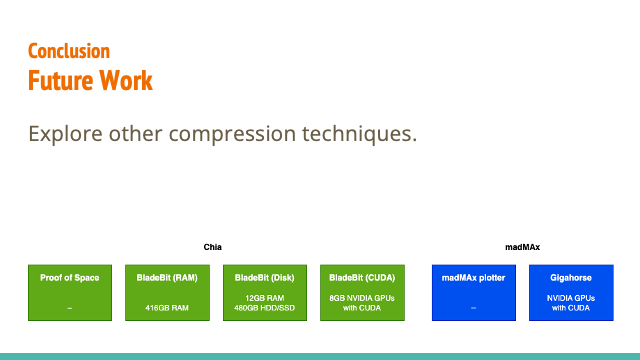 Conclusion
Future Work
Explore other compression techniques.
Chia
madMAx
Proof of Space
–
BladeBit (RAM)
416GB RAM
BladeBit (Disk)
12GB RAM
480GB HDD/SSD
BladeBit (CUDA)
8GB NVIDIA GPUs
with CUDA
madMAx plotter
–
Gigahorse
NVIDIA GPUs
with CUDA